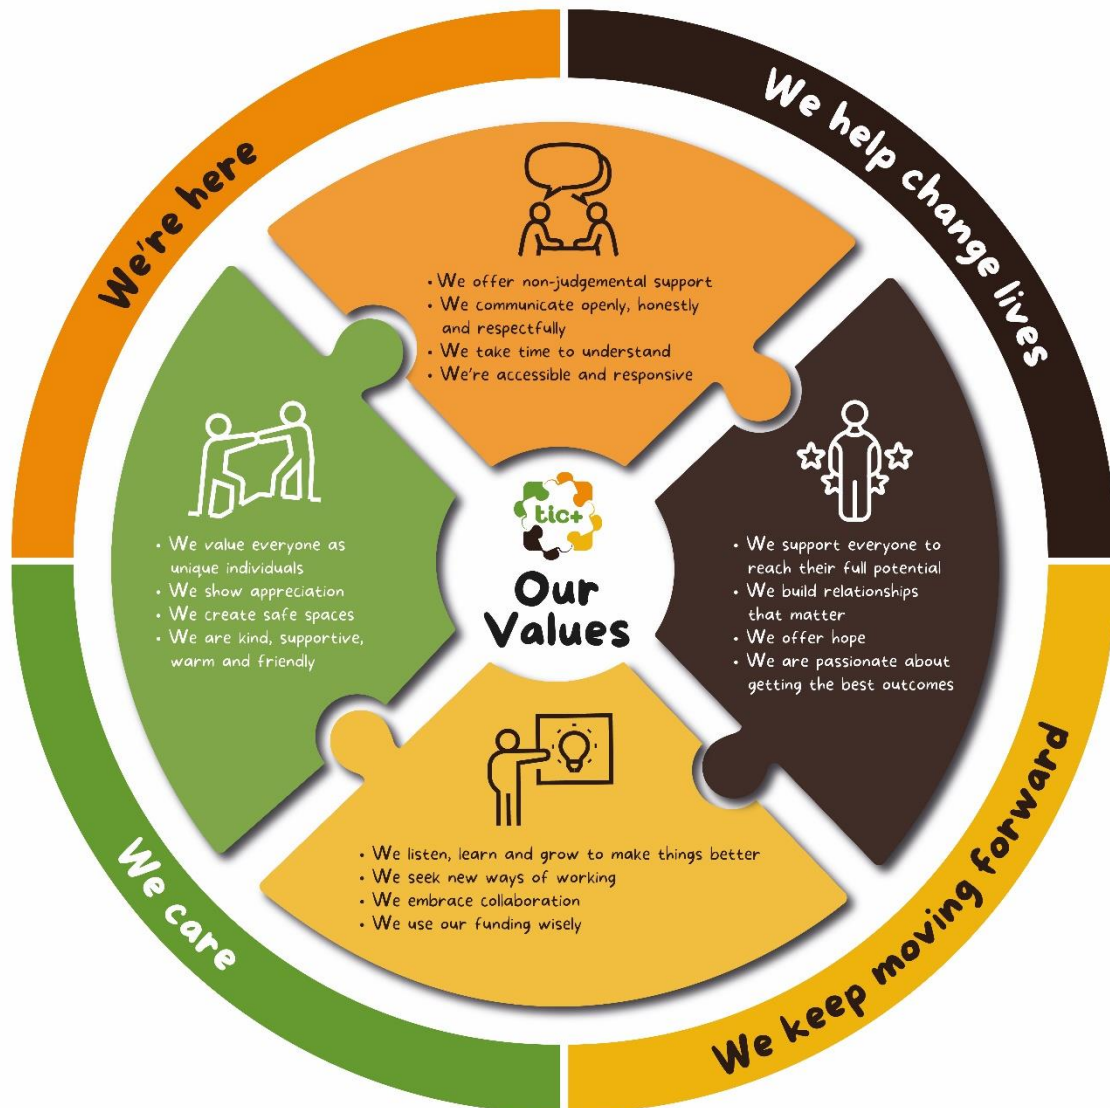 We're here
We help change lives
• We offer non-judgemental support
• We communicate openly, honestly
and respectfully
• We take time to understand
• We're accessible and responsive
• We value everyone as
unique individuals
• We show appreciation
• We create safe spaces
• We are kind, supportive,
warm and friendly
tic+
Our
Values
• We support everyone to
reach their full potential
• We build relationships
that matter
• We offer hope
• We are passionate about
getting the best outcomes
• We listen, learn and grow to make things better
• We seek new ways of working
• We embrace collaboration
• We use our funding wisely
We care
We keep moving forward